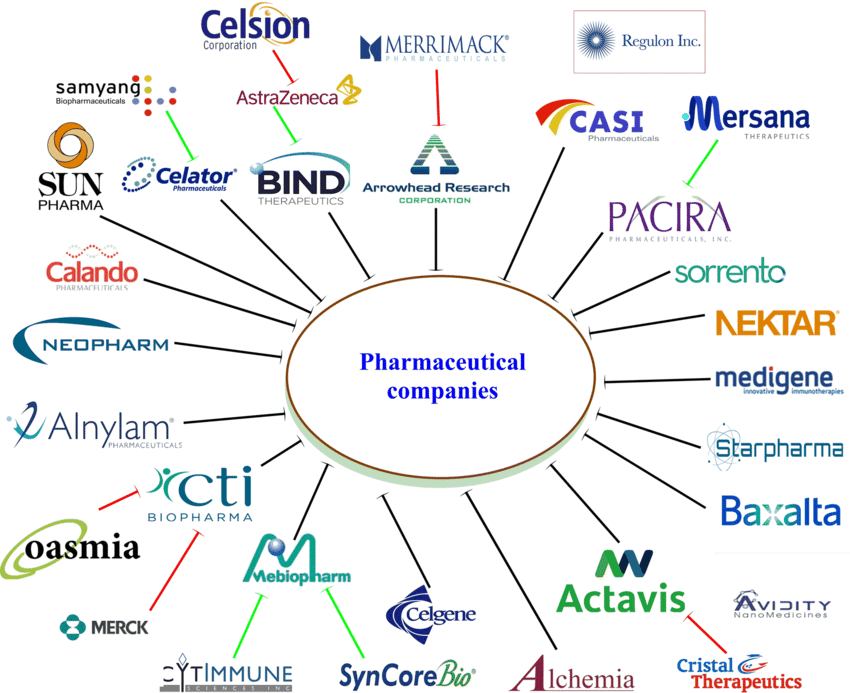 Celsion
Corporation
MERRIMACK®
PHARMACEUTICALS
Regulon Inc.
samyang
Biopharmaceuticals
AstraZeneca
CASI
Pharmaceuticals
Mersana
THERAPEUTICS
SUN
PHARMA
Celator®
Pharmaceuticals
BIND
THERAPEUTICS
Arrowhead Research
CORPORATION
PACIRA
PHARMACEUTICALS, INC.
Calando
PHARMACEUTICALS
sorrento
NEOPHARM
NEKTAR®
Pharmaceutical
companies
medigene
innovative immunotherapies
Alnylam®
PHARMACEUTICALS
Starpharma
cti
BIOPHARMA
Baxalta
oasmia
Mebiopharm
Actavis
MERCK
Celgene
AVIDITY
NanoMedicines
CYTIMMUNE
SCIENCES INC
SynCoreBio®
Alchemia
Cristal
Therapeutics